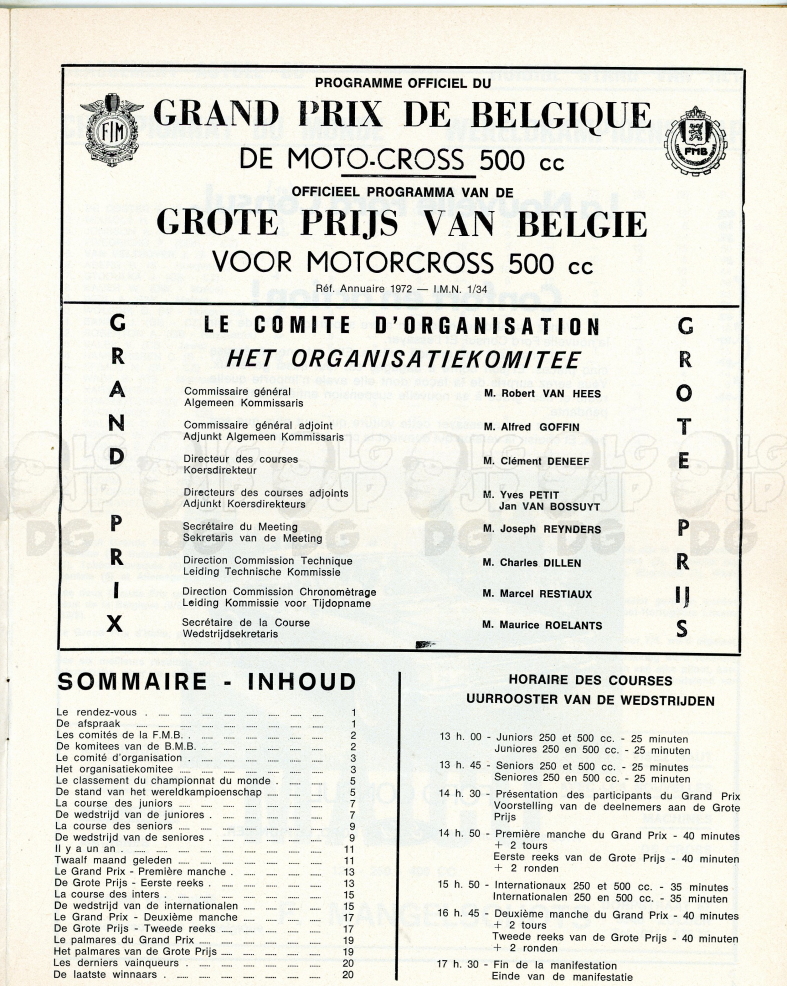 PROGRAMME OFFICIEL DU
GRAND PRIX DE BELGIQUE
DE MOTO-CROSS 500 cc
OFFICIEEL PROGRAMMA VAN DE
GROTE PRIJS VAN BELGIE
VOOR MOTORCROSS 500 cc
Réf. Annuaire 1972 — I.M.N. 1/34
FIM
FMB
GRAND PRIX
LE COMITE D'ORGANISATION
HET ORGANISATIEKOMITEE
Commissaire général M. Robert VAN HEES
Algemeen Kommissaris
Commissaire général adjoint M. Alfred GOFFIN
Adjunkt Algemeen Kommissaris
Directeur des courses M. Clément DENEEF
Koersdirekteur
Directeurs des courses adjoints M. Yves PETIT
Adjunkt Koersdirekteurs Jan VAN BOSSUYT
Secrétaire du Meeting M. Joseph REYNDERS
Sekretaris van de Meeting
Direction Commission Technique M. Charles DILLEN
Leiding Technische Kommissie
Direction Commission Chronomètrage M. Marcel RESTIAUX
Leiding Kommissie voor Tijdopname
Secrétaire de la Course M. Maurice ROELANTS
Wedstrijdsekretaris
GROTE PRIJS
SOMMAIRE - INHOUD
Le rendez-vous . 1
De afspraak 1
Les comités de la F.M.B. . 2
De komitees van de B.M.B. 2
Le comité d'organisation . 3
Het organisatiekomitee 3
Le classement du championnat du monde . 5
De stand van het wereldkampioenschap 5
La course des juniors 7
De wedstrijd van de juniores . 7
La course des seniors 9
De wedstrijd van de seniores . 9
Il y a un an . 11
Twaalf maand geleden 11
Le Grand Prix - Première manche . 13
De Grote Prijs - Eerste reeks . 13
La course des inters . 15
De wedstrijd van de internationalen 15
Le Grand Prix - Deuxième manche 17
De Grote Prijs - Tweede reeks 17
Le palmares du Grand Prix 19
Het palmares van de Grote Prijs 19
Les derniers vainqueurs . 20
De laatste winnaars . 20
HORAIRE DES COURSES
UURROOSTER VAN DE WEDSTRIJDEN
13 h. 00 - Juniors 250 et 500 cc. - 25 minuten
Juniores 250 en 500 cc. - 25 minuten
13 h. 45 - Seniors 250 et 500 cc. - 25 minutes
Seniores 250 en 500 cc. - 25 minuten
14 h. 30 - Présentation des participants du Grand Prix
Voorstelling van de deelnemers aan de Grote
Prijs
14 h. 50 - Première manche du Grand Prix - 40 minutes
+ 2 tours
Eerste reeks van de Grote Prijs - 40 minuten
+ 2 ronden
15 h. 50 - Internationaux 250 et 500 cc. - 35 minutes
Internationalen 250 en 500 cc. - 35 minuten
16 h. 45 - Deuxième manche du Grand Prix - 40 minutes
+ 2 tours
Tweede reeks van de Grote Prijs - 40 minuten
+ 2 ronden
17 h. 30 - Fin de la manifestation
Einde van de manifestatie
LG
JP
DG